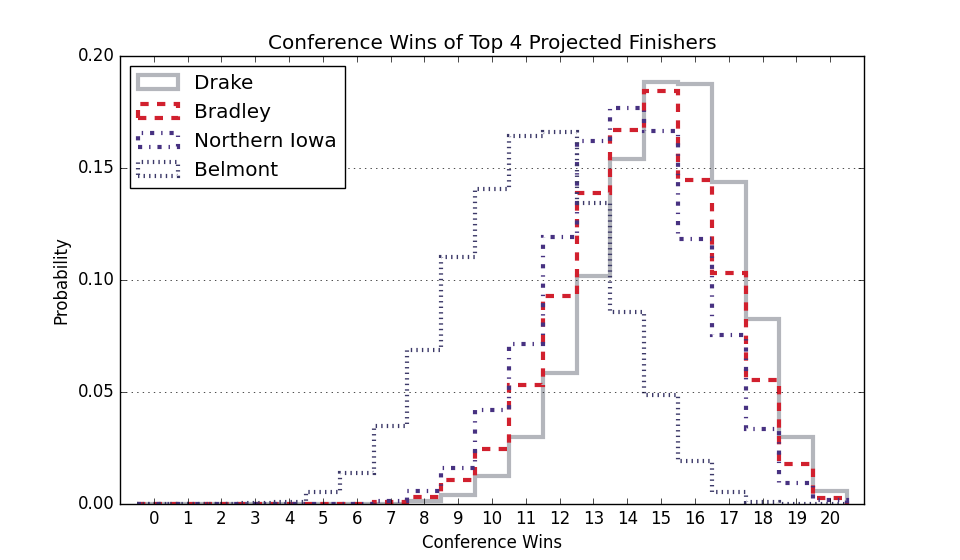 Conference Wins of Top 4 Projected Finishers
0.20
0.15
0.10
0.05
0.00
Probability
Drake
Bradley
Northern Iowa
Belmont
0 1 2 3 4 5 6 7 8 9 10 11 12 13 14 15 16 17 18 19 20
Conference Wins